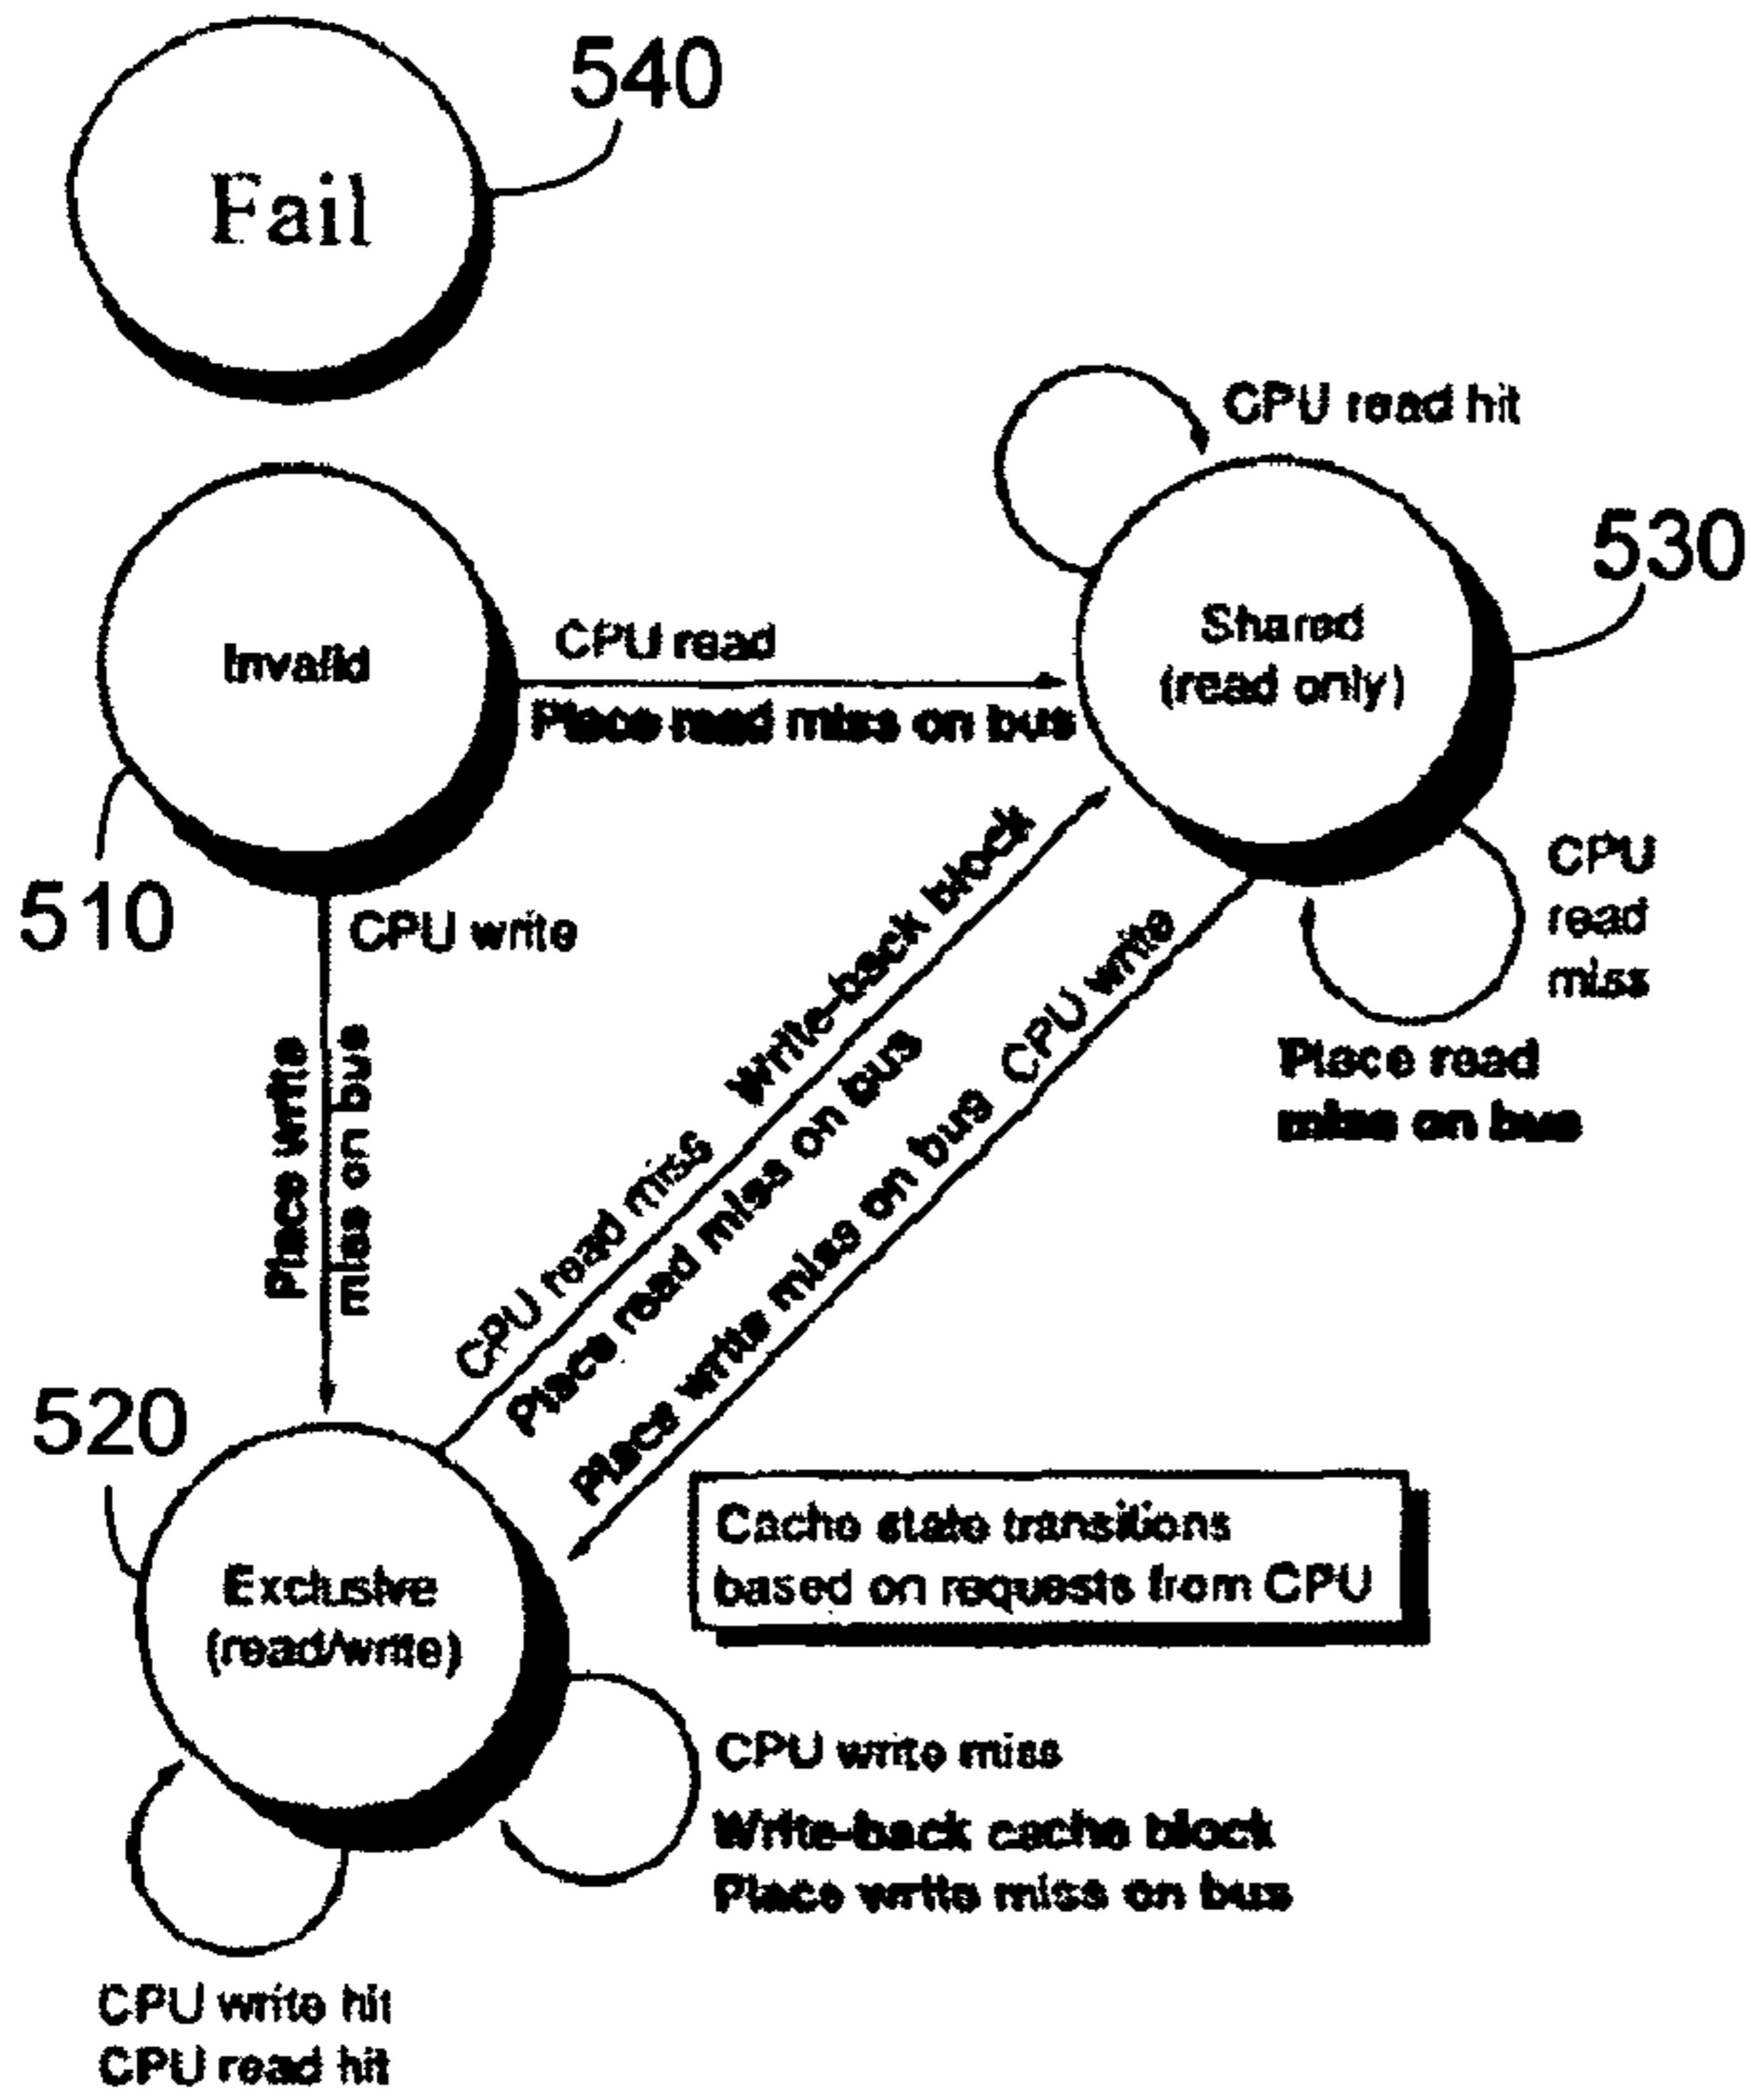 540
Fail
CPU read hit
530
Shared
(read only)
Invalid
CPU read
Place read miss on bus
510
CPU write
Place write
miss on bus
CPU
read
miss
Place read
miss on bus
CPU read miss Write-back block
Place read miss on bus
Place write miss on bus CPU write
520
Exclusive
(read/write)
Cache state transitions
based on requests from CPU
CPU write miss
Write-back cache block
Place write miss on bus
CPU write hit
CPU read hit